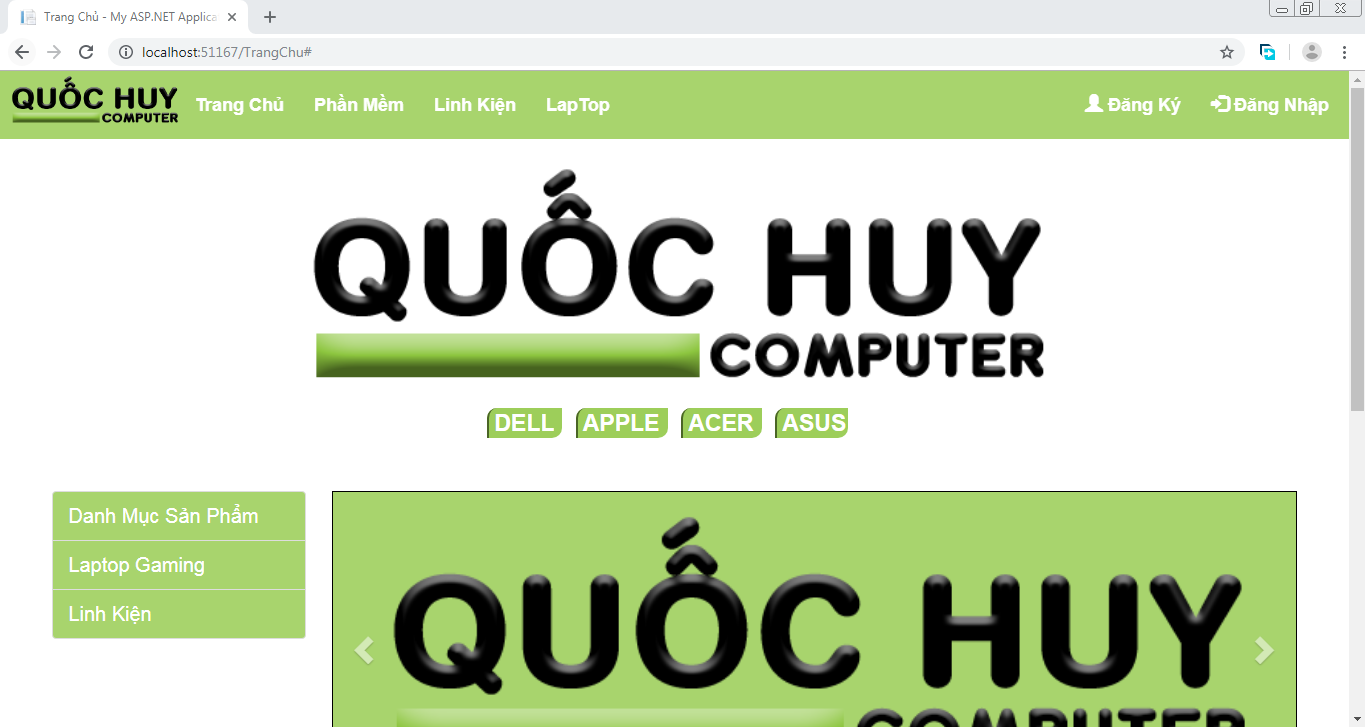 Trang Chủ - My ASP.NET Applica
localhost:51167/TrangChu#
QUỐC HUY
COMPUTER
Trang Chủ Phần Mềm Linh Kiện LapTop Đăng Ký Đăng Nhập
QUỐC HUY
COMPUTER
DELL APPLE ACER ASUS
Danh Mục Sản Phẩm
Laptop Gaming
Linh Kiện
QUỐC HUY
COMPUTER